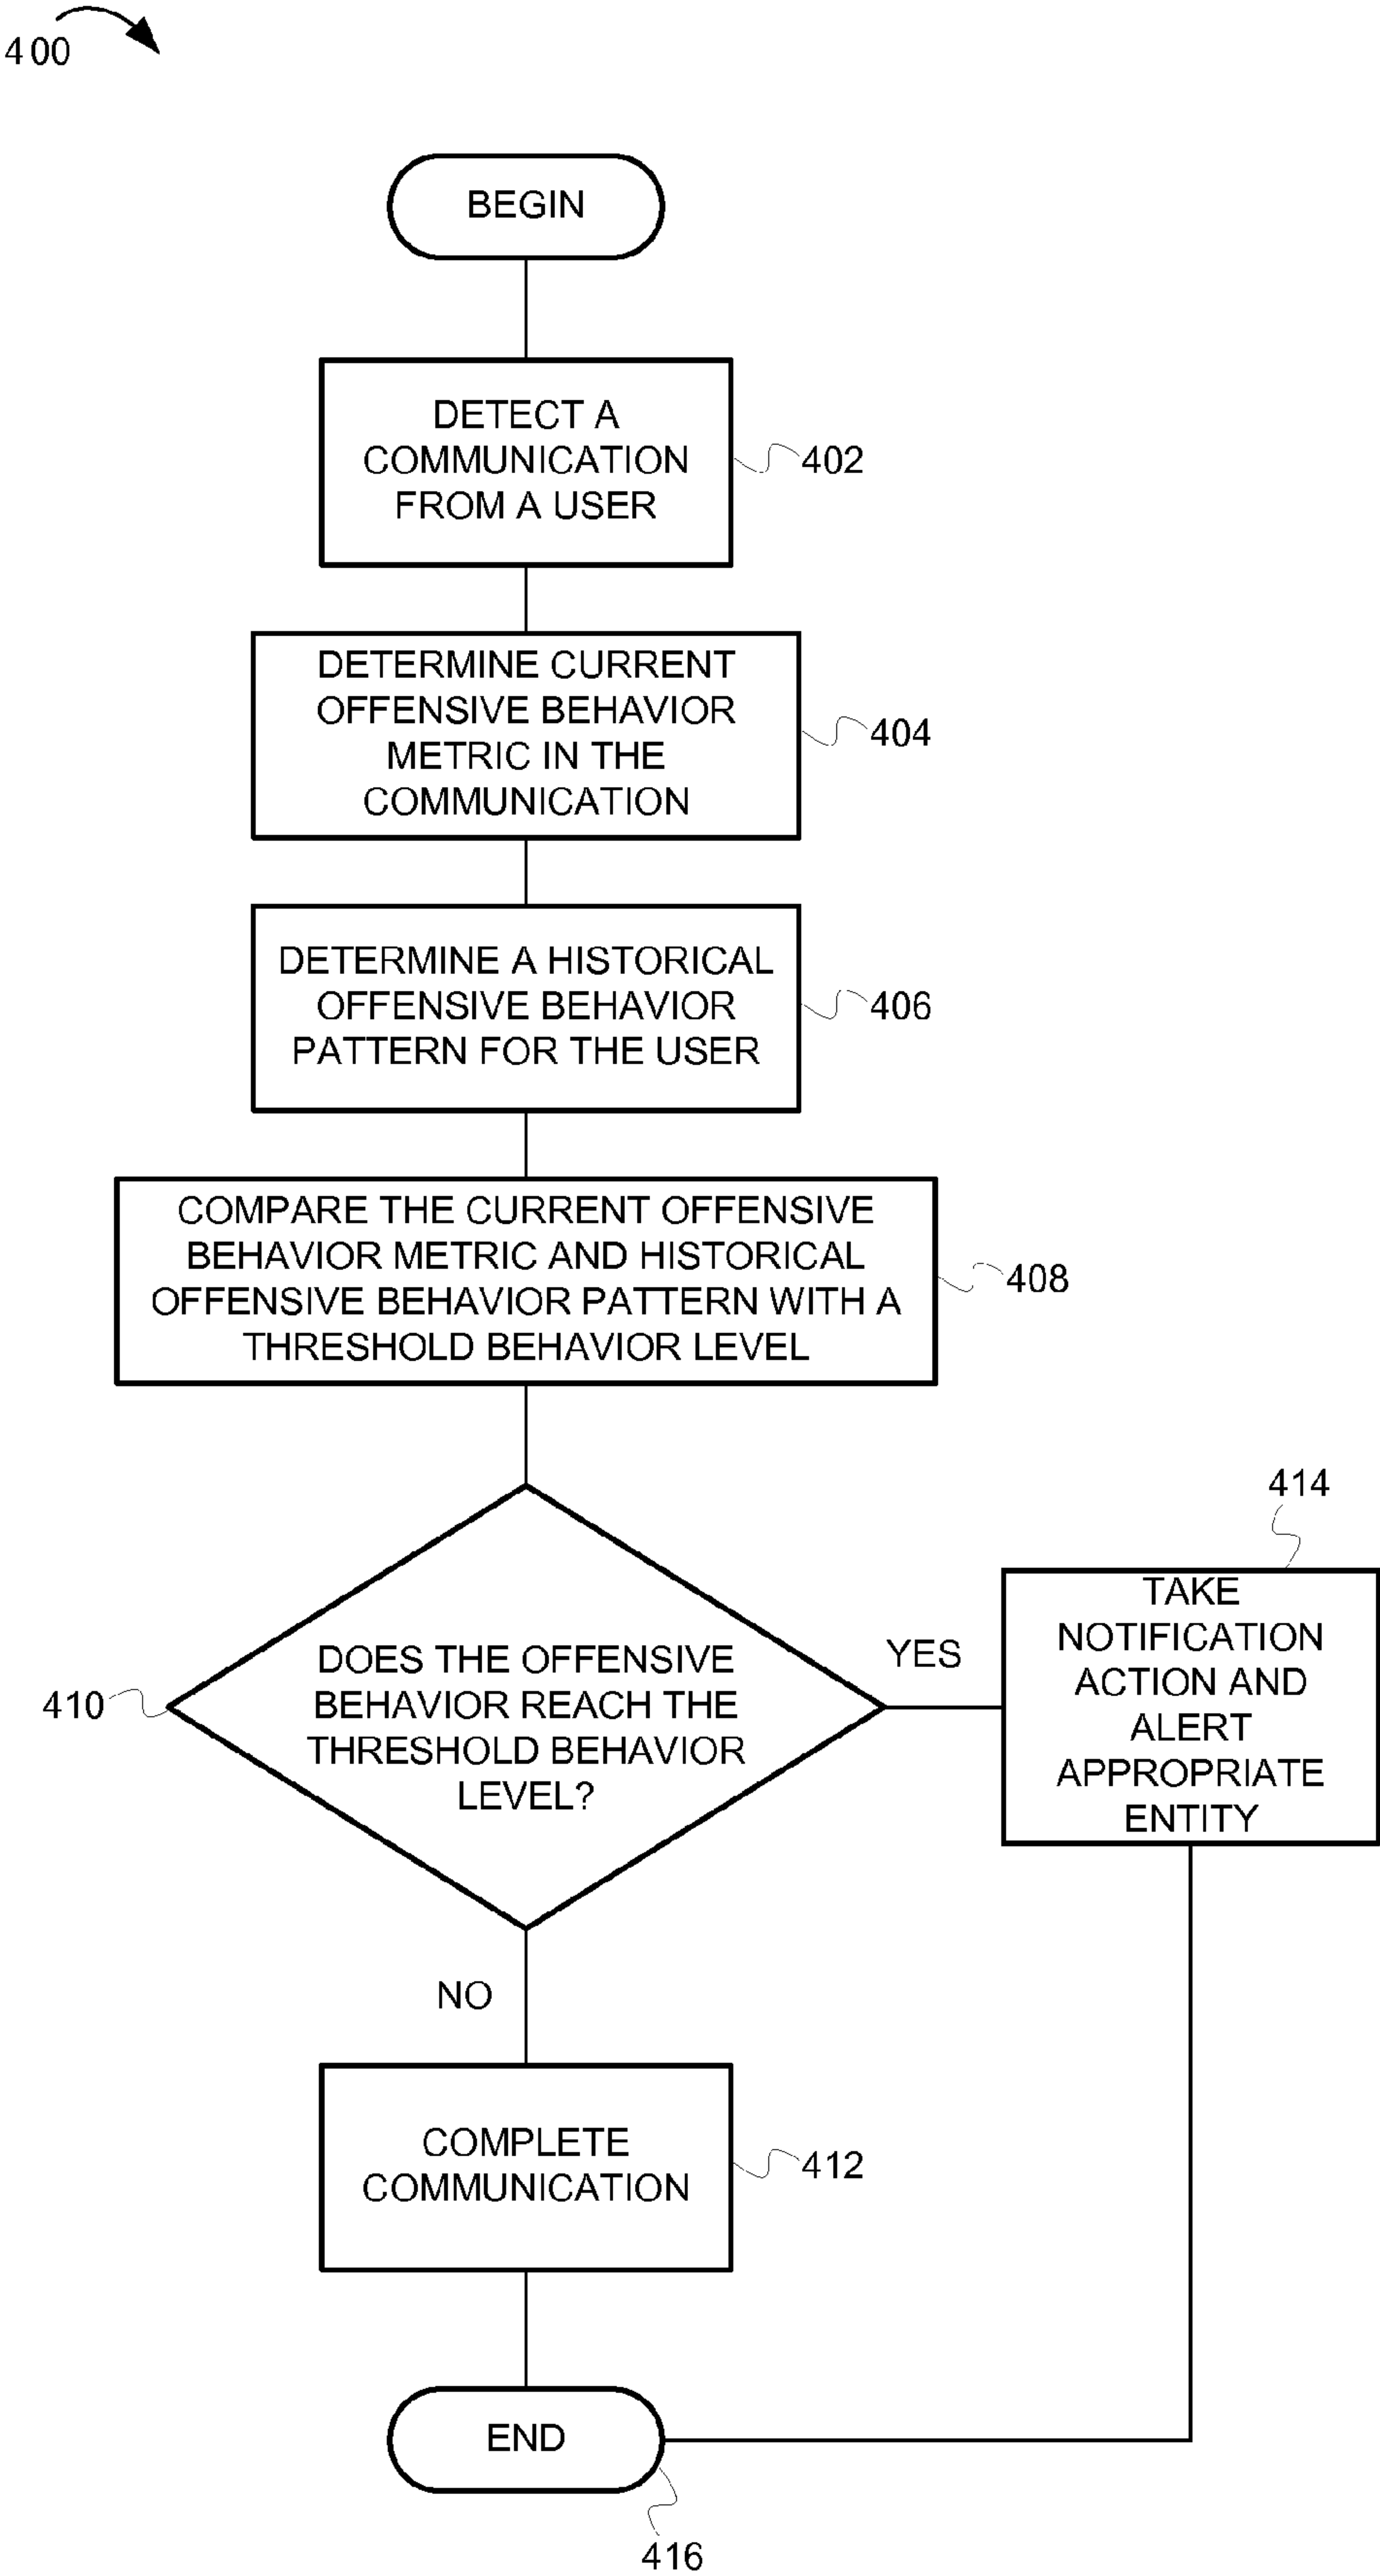 400
BEGIN
DETECT A
COMMUNICATION
FROM A USER
402
DETERMINE CURRENT
OFFENSIVE BEHAVIOR
METRIC IN THE
COMMUNICATION
404
DETERMINE A HISTORICAL
OFFENSIVE BEHAVIOR
PATTERN FOR THE USER
406
COMPARE THE CURRENT OFFENSIVE
BEHAVIOR METRIC AND HISTORICAL
OFFENSIVE BEHAVIOR PATTERN WITH A
THRESHOLD BEHAVIOR LEVEL
408
DOES THE OFFENSIVE
BEHAVIOR REACH THE
THRESHOLD BEHAVIOR
LEVEL?
410
YES
414
TAKE
NOTIFICATION
ACTION AND
ALERT
APPROPRIATE
ENTITY
NO
COMPLETE
COMMUNICATION
412
END
416